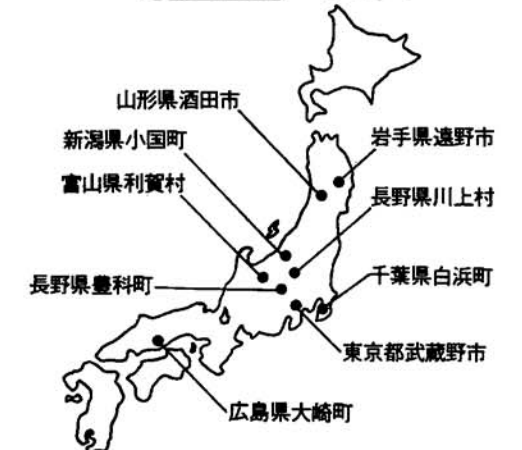 山形県酒田市
新潟県小国町
岩手県遠野市
富山県利賀村
長野県川上村
長野県豊科町
千葉県白浜町
東京都武蔵野市
広島県大崎町